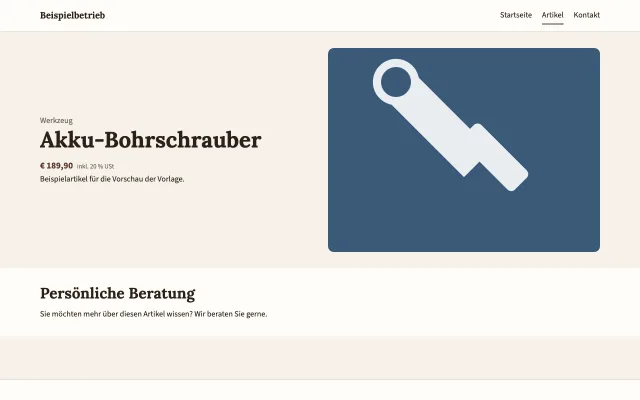 Beispielbetrieb
Startseite Artikel Kontakt
Werkzeug
Akku-Bohrschrauber
€ 189,90 inkl. 20 % USt
Beispielartikel für die Vorschau der Vorlage.
Persönliche Beratung
Sie möchten mehr über diesen Artikel wissen? Wir beraten Sie gerne.